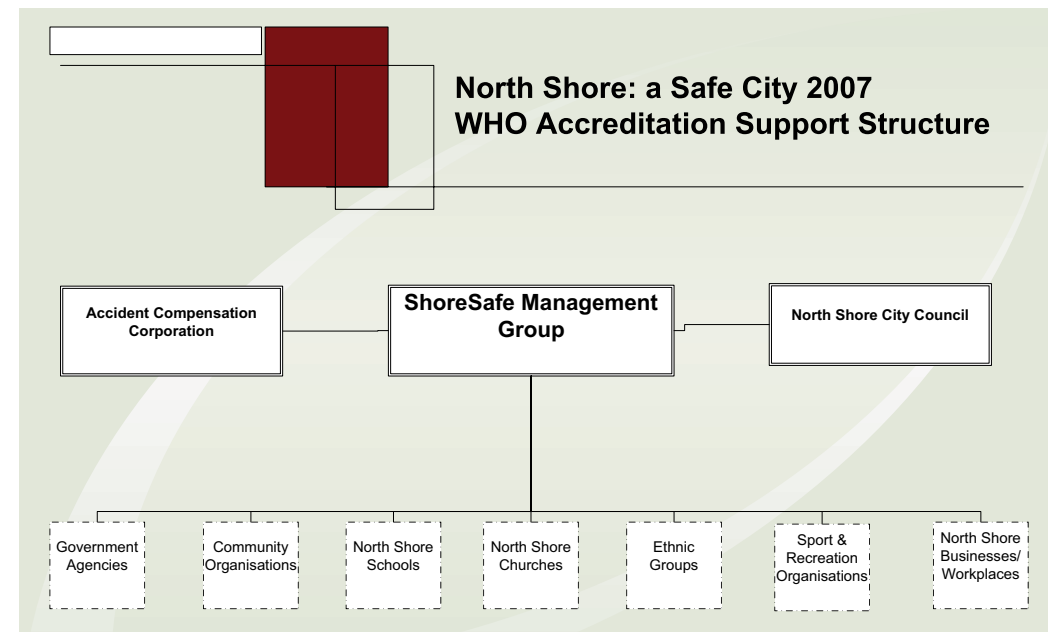 North Shore: a Safe City 2007
WHO Accreditation Support Structure
Accident Compensation
Corporation
ShoreSafe Management
Group
North Shore City Council
Government
Agencies
Community
Organisations
North Shore
Schools
North Shore
Churches
Ethnic
Groups
Sport &
Recreation
Organisations
North Shore
Businesses/
Workplaces